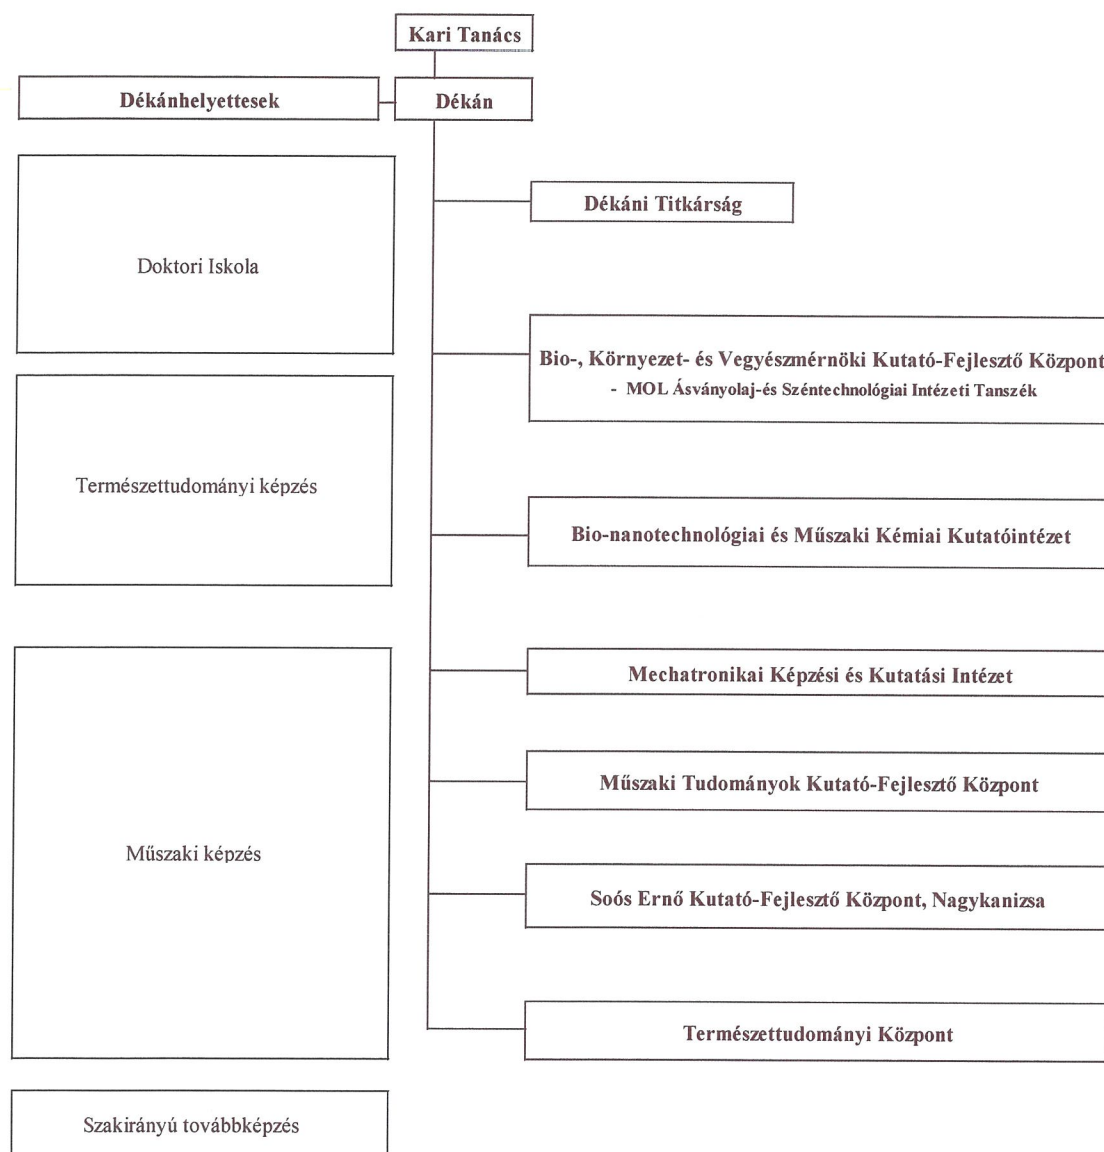 Kari Tanács
Dékánhelyettesek
Dékán
Dékáni Titkárság
Doktori Iskola
Bio-, Környezet- és Vegyészmérnöki Kutató-Fejlesztő Központ
- MOL Ásványolaj-és Széntechnológiai Intézeti Tanszék
Természettudományi képzés
Bio-nanotechnológiai és Műszaki Kémiai Kutatóintézet
Mechatronikai Képzési és Kutatási Intézet
Műszaki Tudományok Kutató-Fejlesztő Központ
Műszaki képzés
Soós Ernő Kutató-Fejlesztő Központ, Nagykanizsa
Természettudományi Központ
Szakirányú továbbképzés